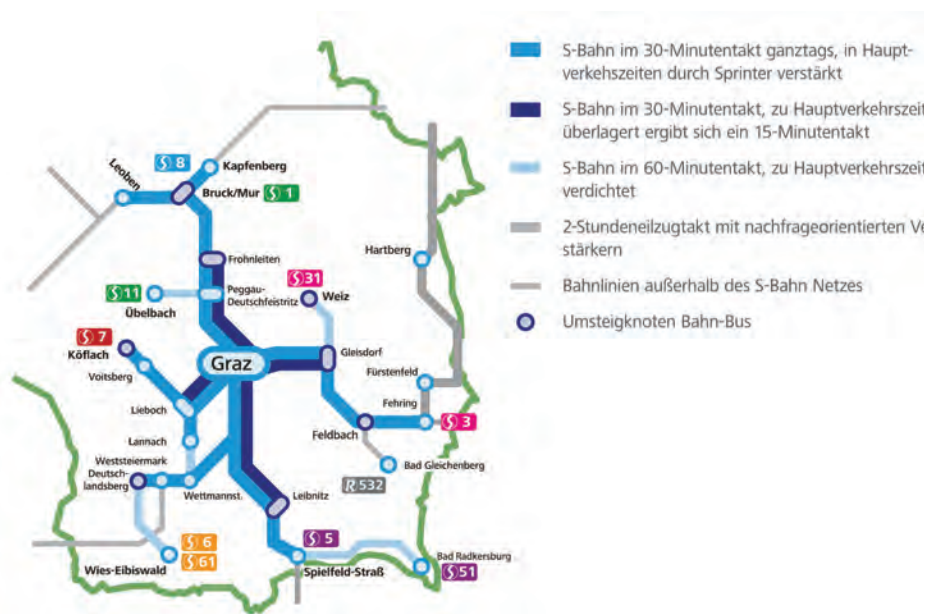 S-Bahn im 30-Minutentakt ganztags, in Haupt-
verkehszeiten durch Sprinter verstärkt
S-Bahn im 30-Minutentakt, zu Hauptverkehrszeit
überlagert ergibt sich ein 15-Minutentakt
S-Bahn im 60-Minutentakt, zu Hauptverkehrszeit
verdichtet
2-Stundeneilzugtakt mit nachfrageorientierten Ve
stärkern
Bahnlinien außerhalb des S-Bahn Netzes
Umsteigknoten Bahn-Bus
S 8
Kapfenberg
Leoben
Bruck/Mur
S 1
Frohnleiten
Hartberg
S 11
Peggau-
Deutschfeistritz
S 31
Weiz
Übelbach
S 7
Köflach
Graz
Gleisdorf
Voitsberg
Fürstenfeld
Lieboch
Fehring
S 3
Lannach
Feldbach
Weststeiermark
Deutsch-
landsberg
Bad Gleichenberg
R 532
Wettmannst.
Leibnitz
S 6
S 61
Wies-Eibiswald
S 5
Spielfeld-Straß
Bad Radkersburg
S 51